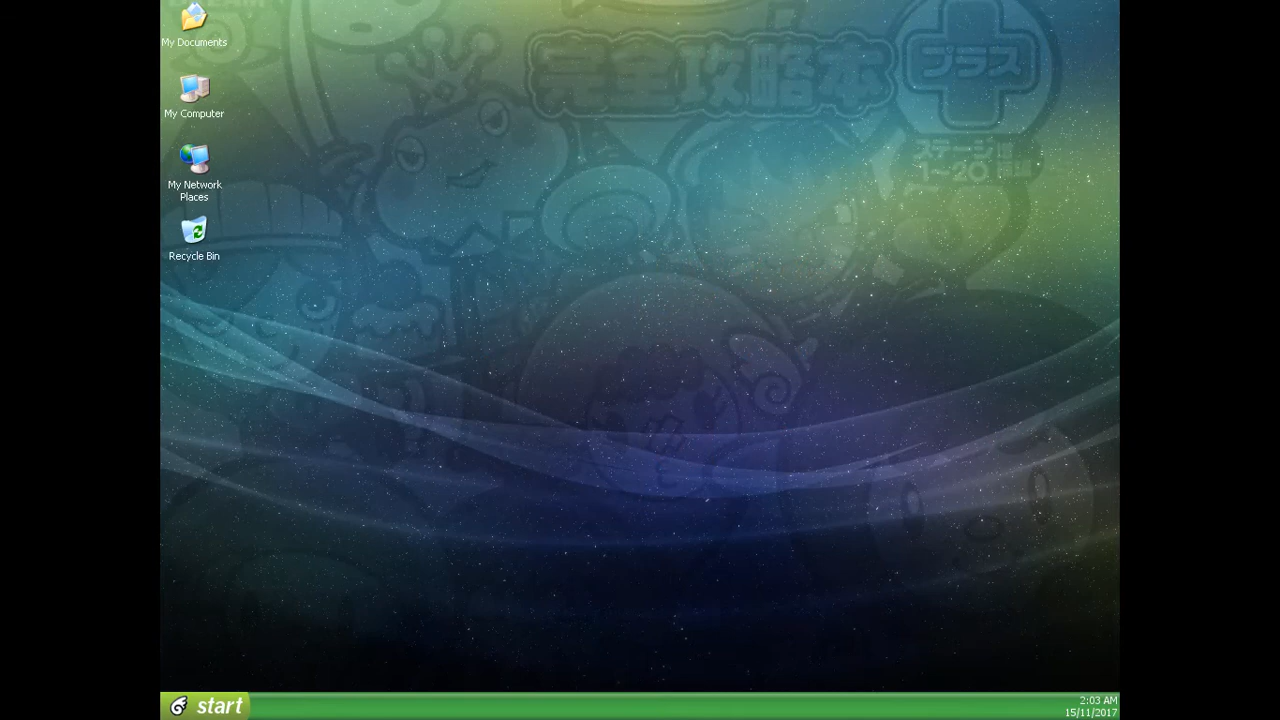 My Documents
My Computer
My Network
Places
Recycle Bin
完全攻略本
プラス
ステージ
1~20
start
2:03 AM
15/11/2017